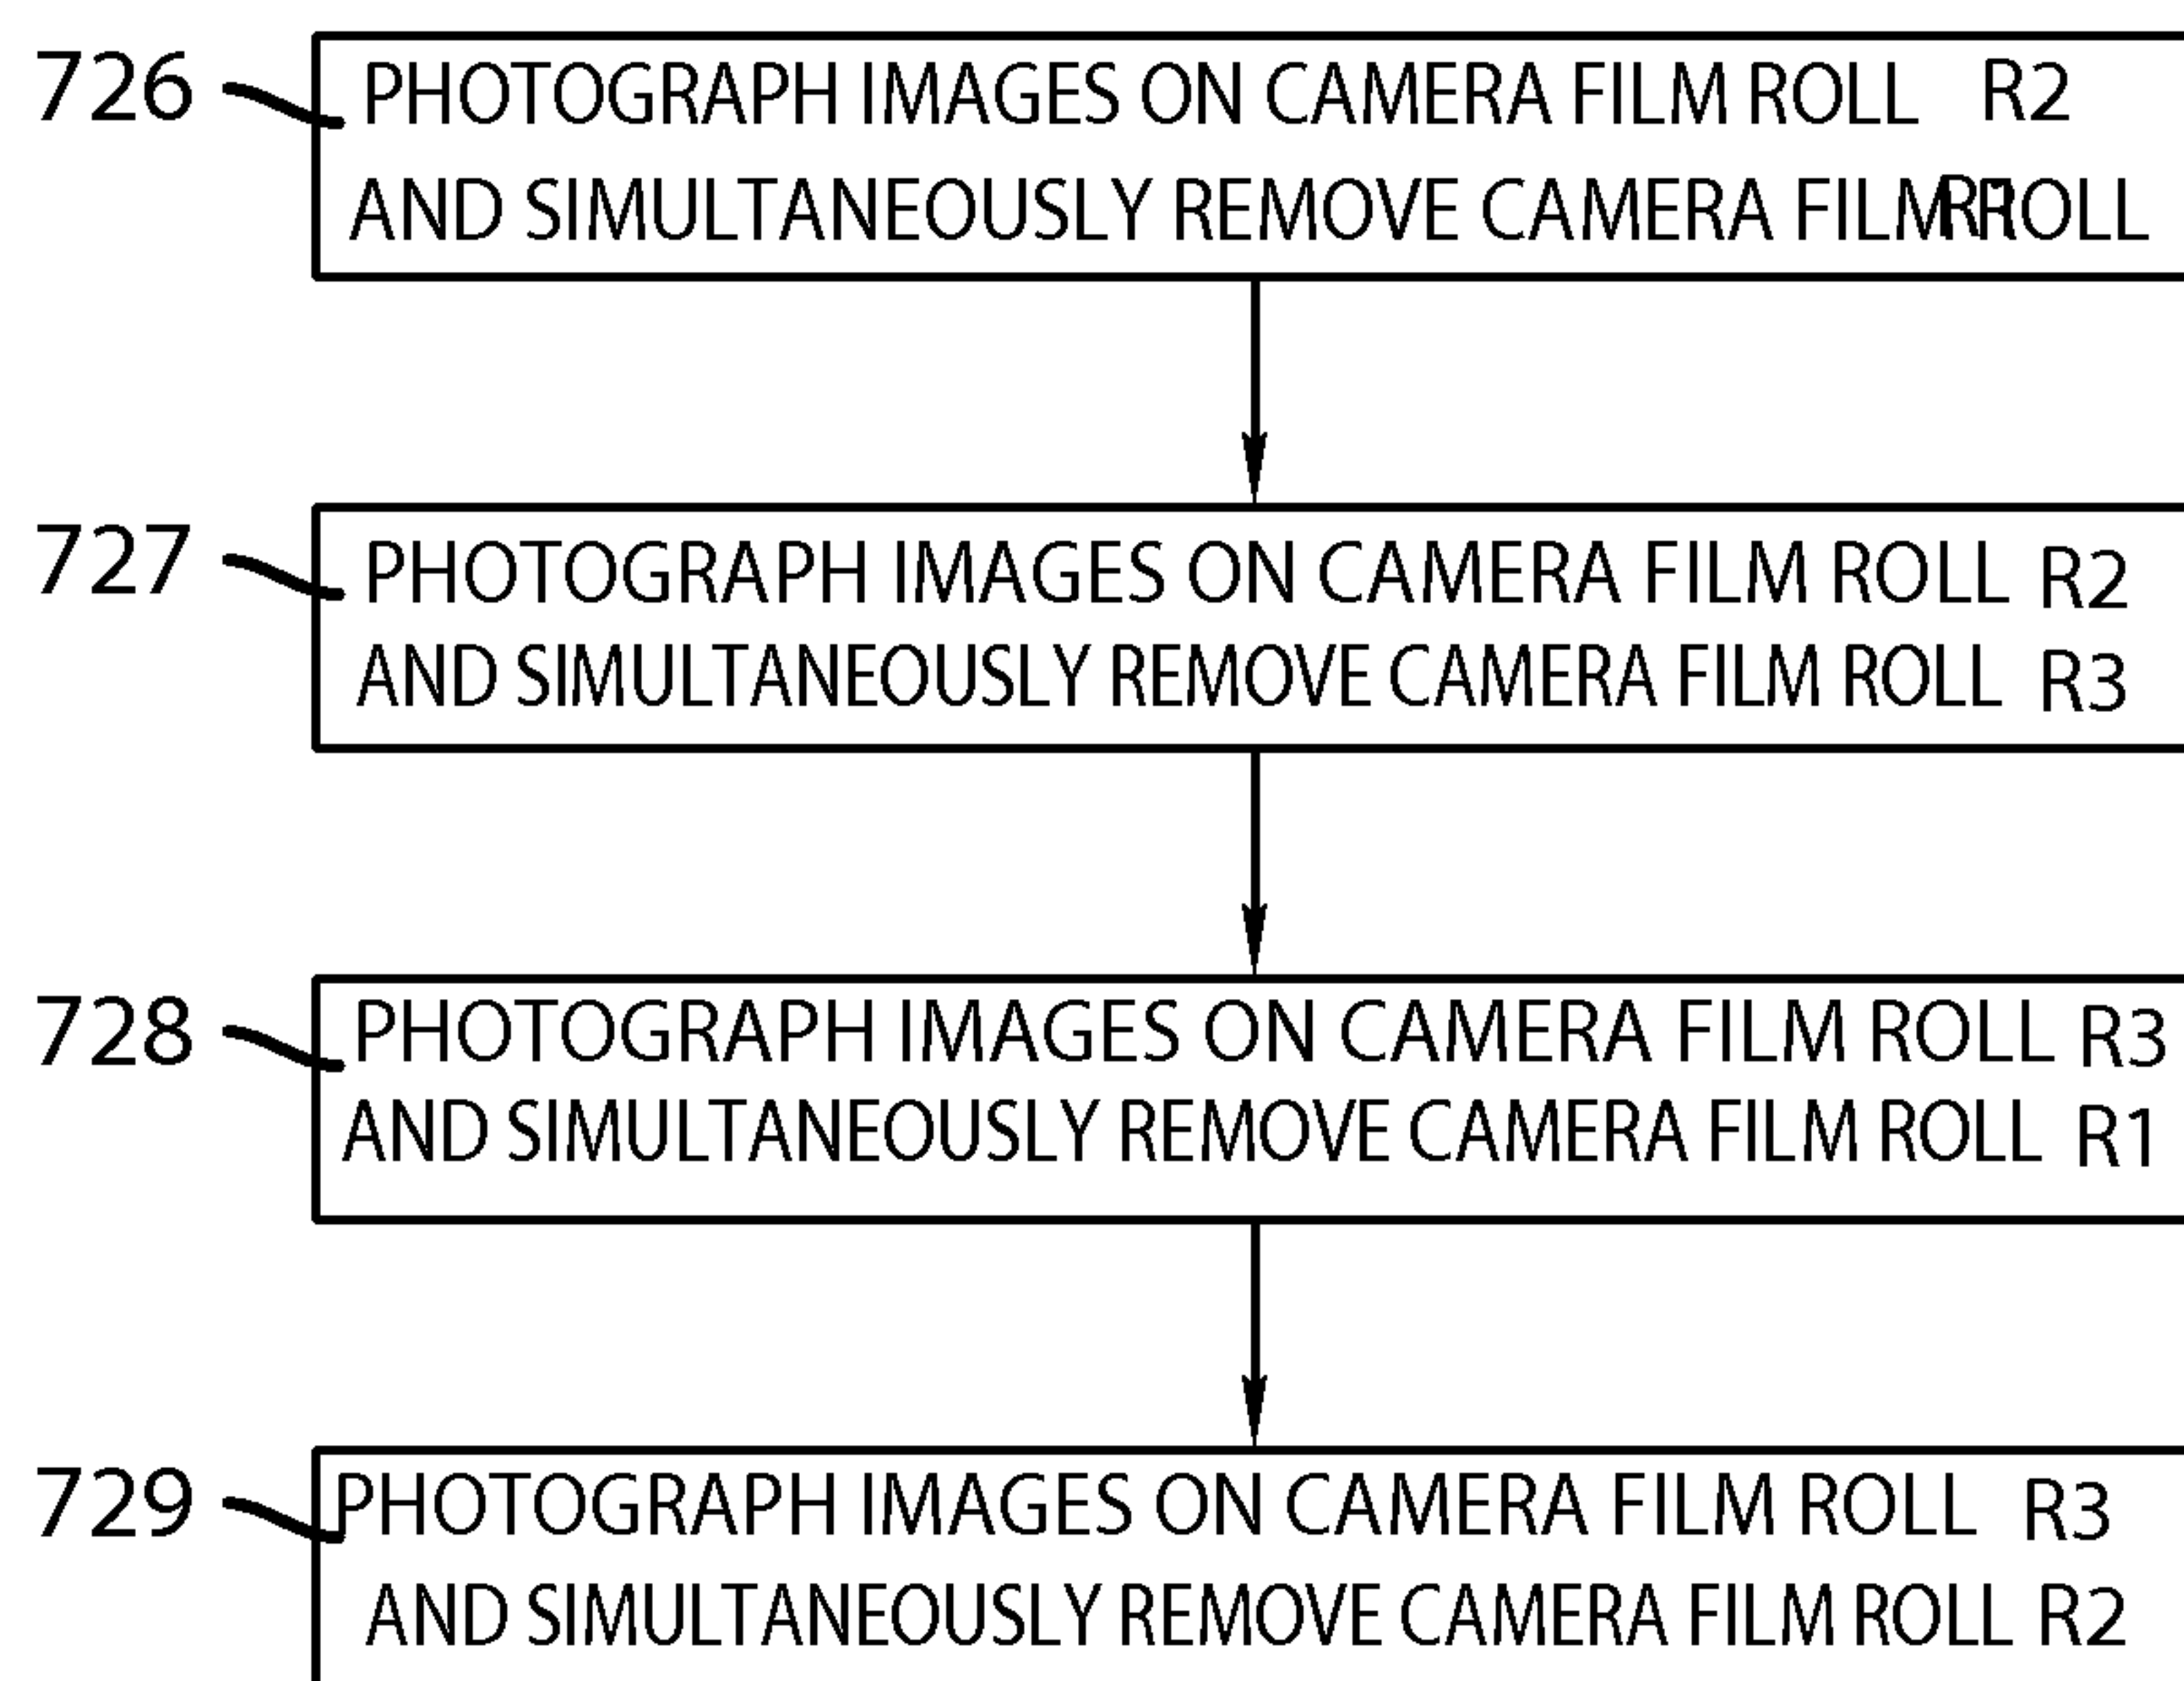 726 PHOTOGRAPH IMAGES ON CAMERA FILM ROLL R2
AND SIMULTANEOUSLY REMOVE CAMERA FILM ROLL
727 PHOTOGRAPH IMAGES ON CAMERA FILM ROLL R2
AND SIMULTANEOUSLY REMOVE CAMERA FILM ROLL R3
728 PHOTOGRAPH IMAGES ON CAMERA FILM ROLL R3
AND SIMULTANEOUSLY REMOVE CAMERA FILM ROLL R1
729 PHOTOGRAPH IMAGES ON CAMERA FILM ROLL R3
AND SIMULTANEOUSLY REMOVE CAMERA FILM ROLL R2